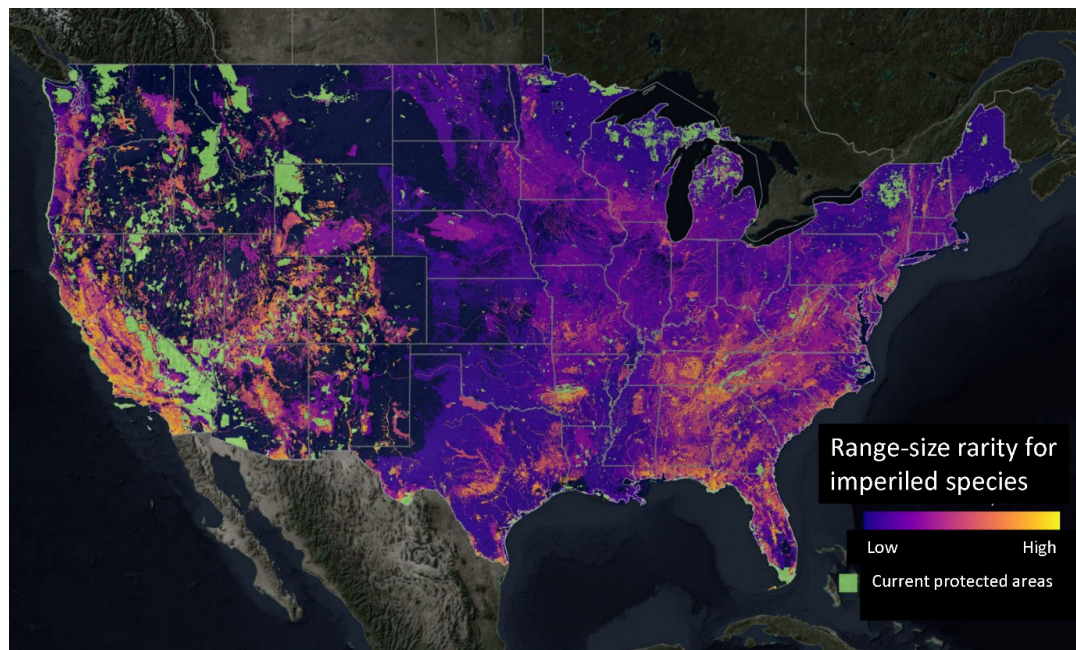 Range-size rarity for
imperiled species
Low High
Current protected areas